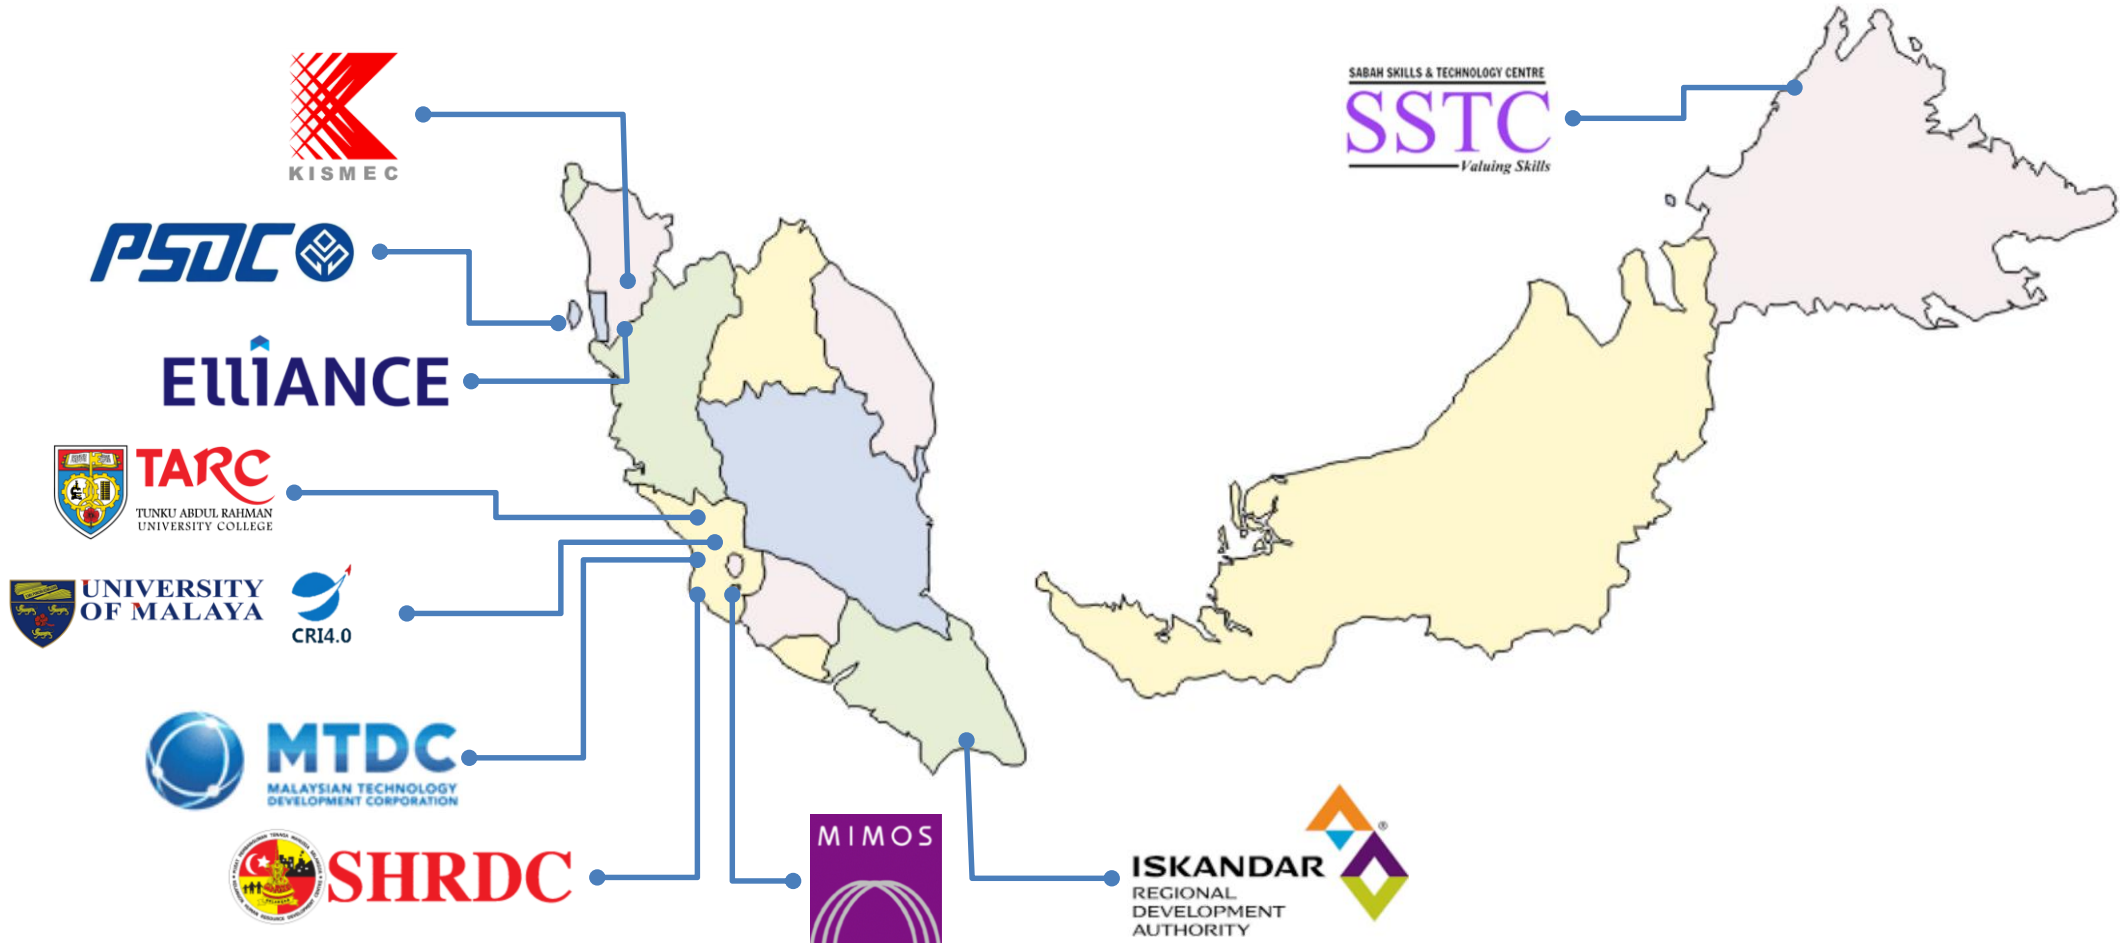 KISMEC
SABAH SKILLS & TECHNOLOGY CENTRE
SSTC
Valuing Skills
PSDC
EllIANCE
TARC
TUNKU ABDUL RAHMAN
UNIVERSITY COLLEGE
UNIVERSITY
OF MALAYA
CRI4.0
MTDC
MALAYSIAN TECHNOLOGY
DEVELOPMENT CORPORATION
SHRDC
MIMOS
ISKANDAR
REGIONAL
DEVELOPMENT
AUTHORITY
®